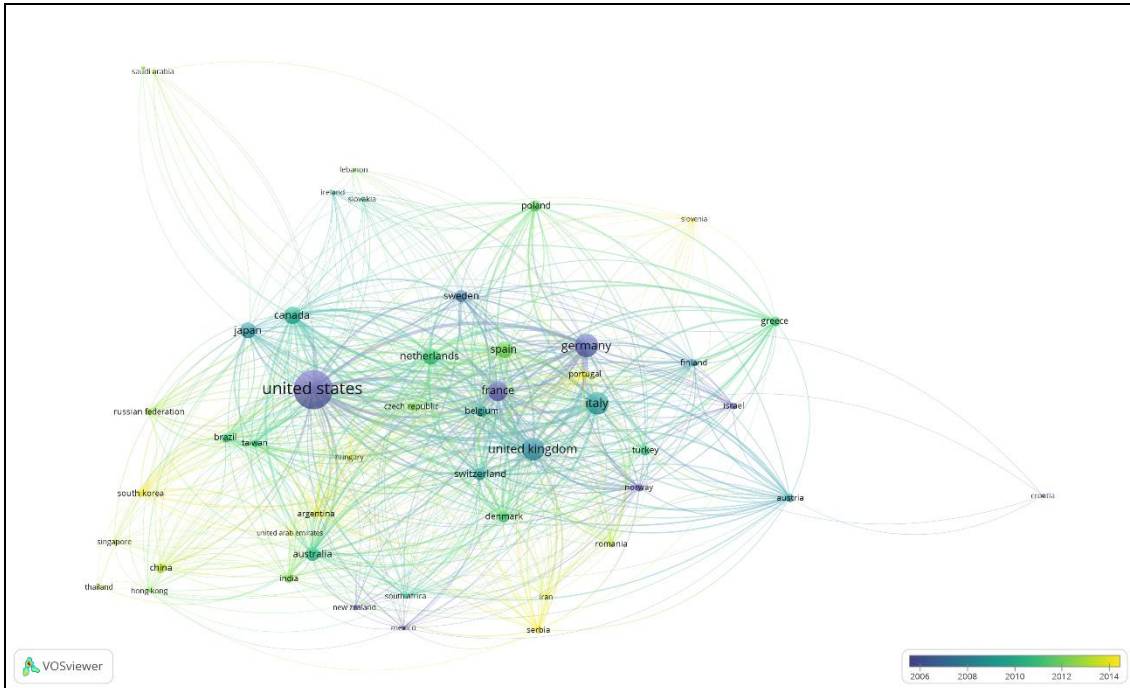 saudi arabia
lebanon
ireland
slovakia
poland
slovenia
sweden
canada
japan
greece
germany
spain
netherlands
finland
portugal
united states
france
italy
czech republic
belgium
israel
russian federation
brazil
taiwan
united kingdom
turkey
hungary
switzerland
norway
south korea
austria
croatia
argentina
denmark
united arab emirates
singapore
romania
australia
china
india
thailand
hong kong
south africa
iran
new zealand
mexico
serbia
VOSviewer
2006 2008 2010 2012 2014